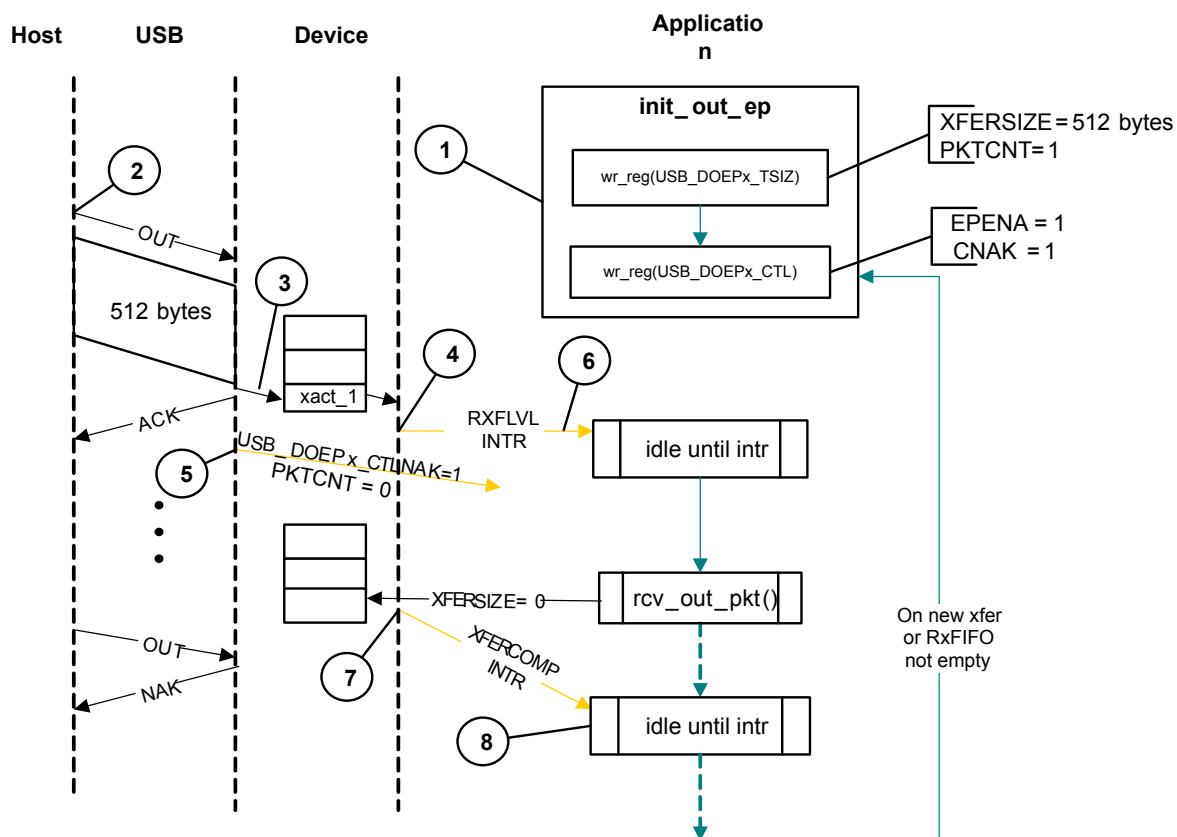 Host
USB
Device
Applicatio
n
init_out_ep
XFERSIZE = 512 bytes
PKTCNT = 1
1
wr_reg(USB_DOEPx_TSIZ)
2
EPENA = 1
CNAK = 1
OUT
wr_reg(USB_DOEPx_CTL)
3
512 bytes
4
6
xact_1
ACK
RXFLVL
INTR
idle until intr
USB_DOEPx_CTLNAK=1
PKTCNT = 0
5
XFERSIZE = 0
rcv_out_pkt()
On new xfer
or RxFIFO
not empty
OUT
XFERCOMP
INTR
7
NAK
8
idle until intr